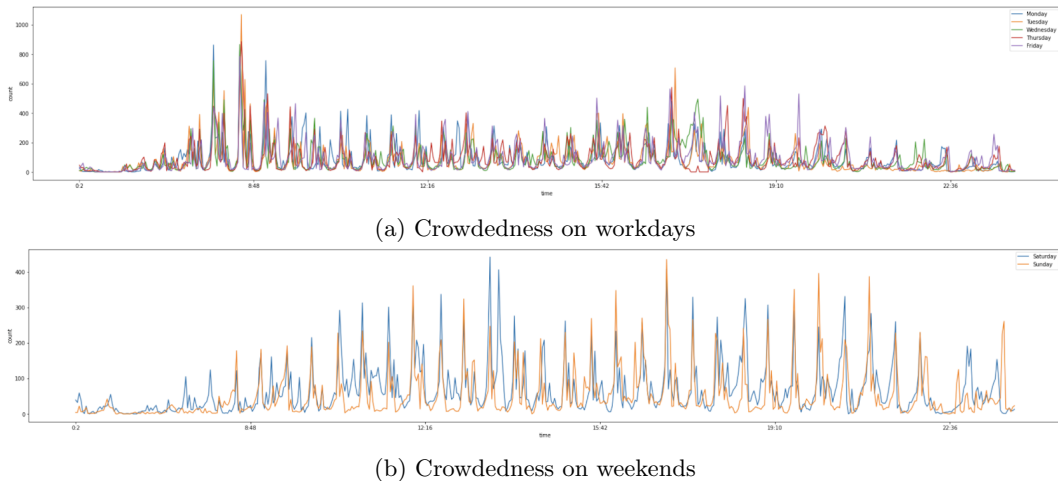 Monday
Tuesday
Wednesday
Thursday
Friday
1000
800
600
400
200
0
count
0:2
8:48
12:16
15:42
19:10
22:36
time
(a) Crowdedness on workdays
Saturday
Sunday
400
300
200
100
0
count
0:2
8:48
12:16
15:42
19:10
22:36
time
(b) Crowdedness on weekends